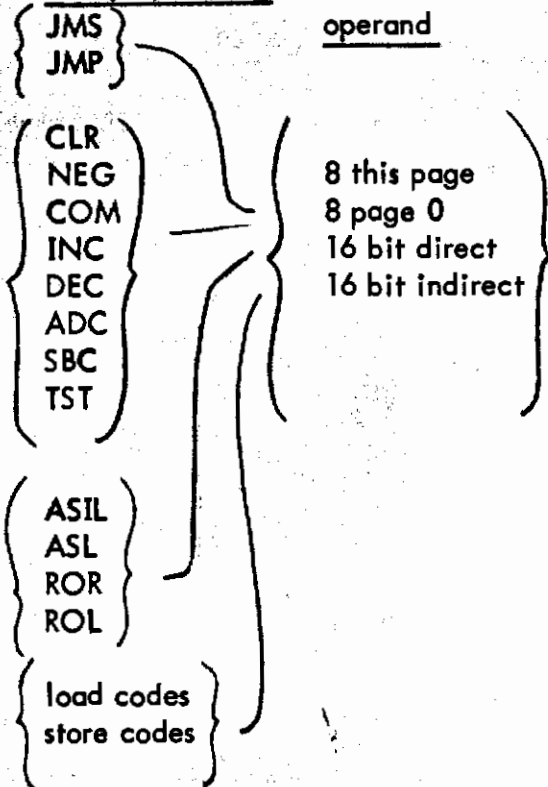 JMS
JMP
operand
CLR
NEG
COM
INC
DEC
ADC
SBC
TST
8 this page
8 page 0
16 bit direct
16 bit indirect
ASIL
ASL
ROR
ROL
load codes
store codes